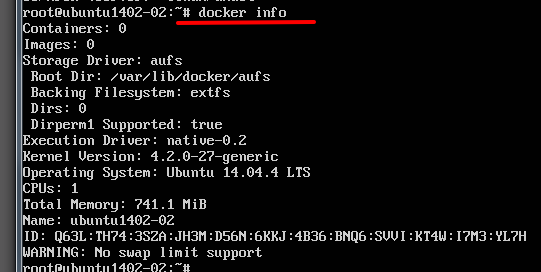 root@ubuntu1402-02:~# docker info
Containers: 0
Images: 0
Storage Driver: aufs
 Root Dir: /var/lib/docker/aufs
 Backing Filesystem: extfs
 Dirs: 0
 Dirperm1 Supported: true
Execution Driver: native-0.2
Kernel Version: 4.2.0-27-generic
Operating System: Ubuntu 14.04.4 LTS
CPUs: 1
Total Memory: 741.1 MiB
Name: ubuntu1402-02
ID: Q63L:TH74:3S2A:JH3M:D56N:6KKJ:4B36:BNQ6:SVVI:KT4W:I7M3:YL7H
WARNING: No swap limit support
root@ubuntu1402-02:~#